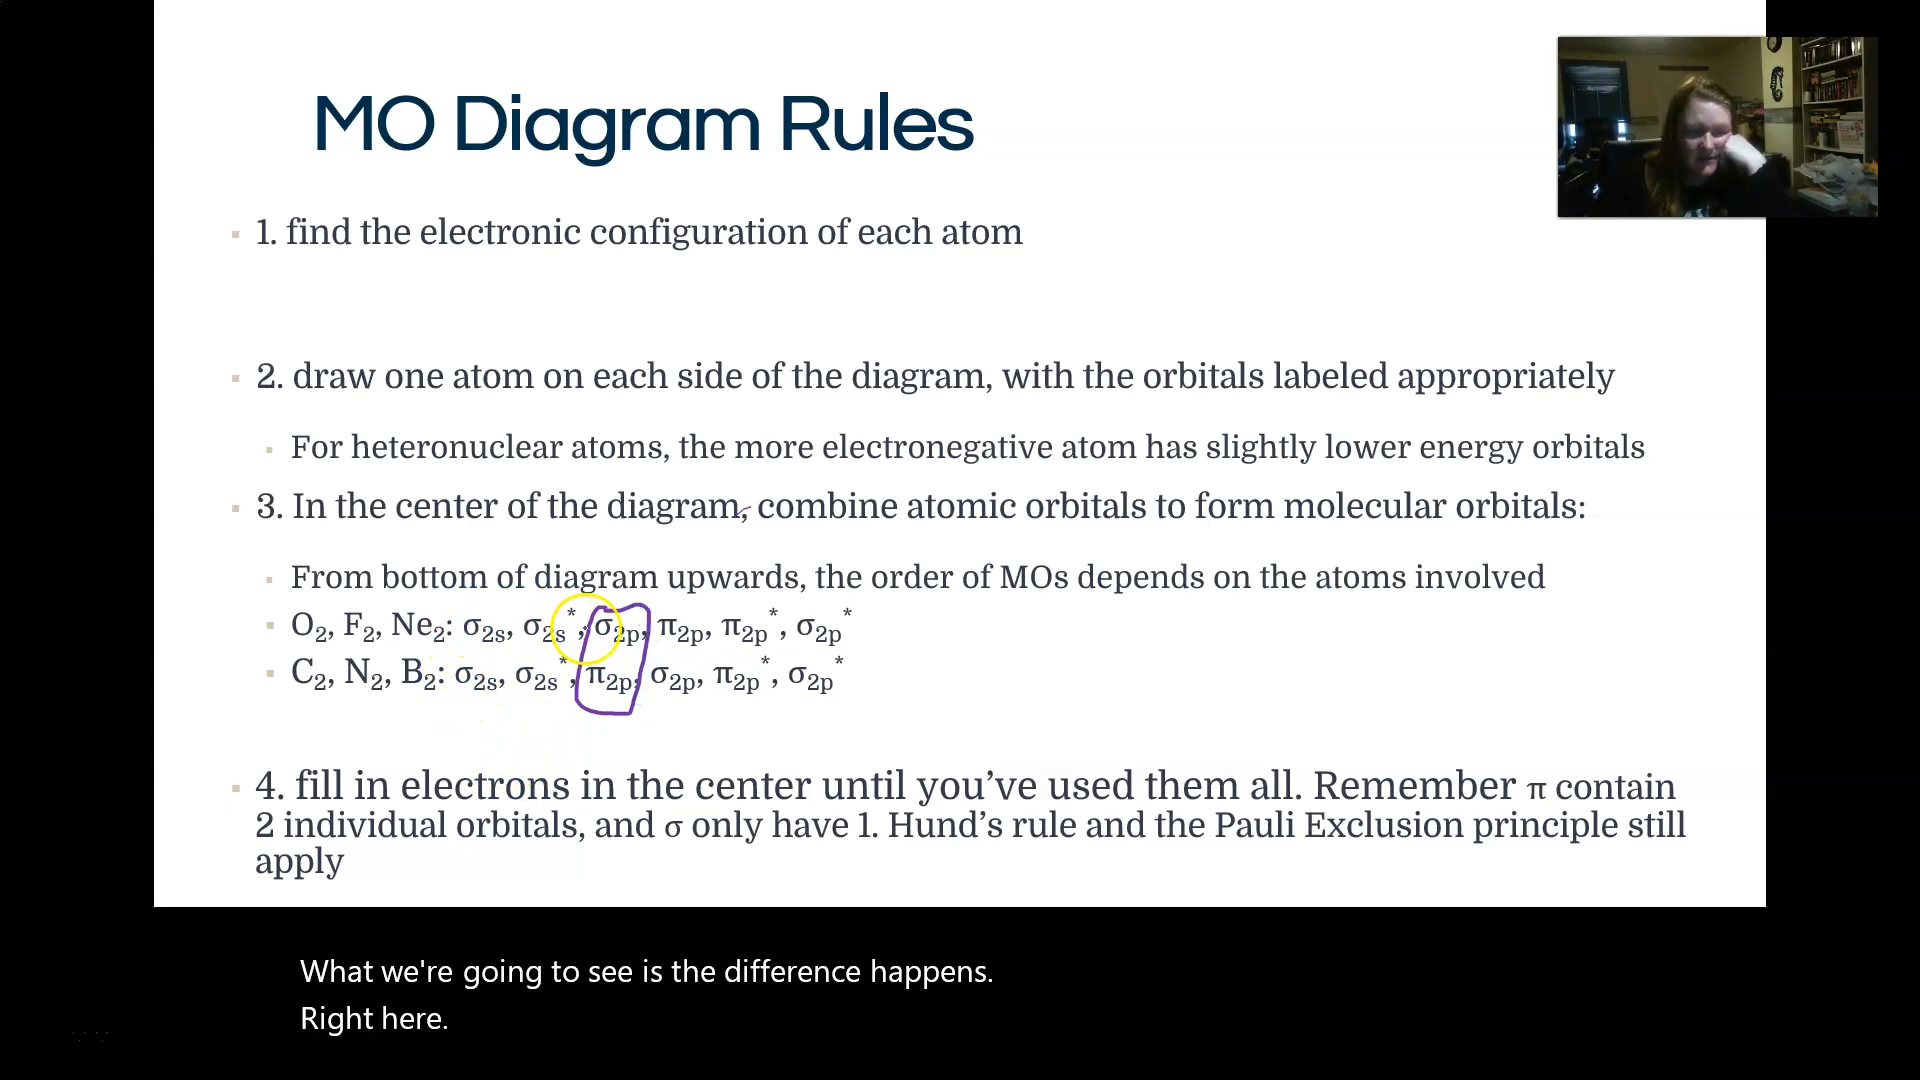 MO Diagram Rules
▪ 1. find the electronic configuration of each atom
▪ 2. draw one atom on each side of the diagram, with the orbitals labeled appropriately
▪ For heteronuclear atoms, the more electronegative atom has slightly lower energy orbitals
▪ 3. In the center of the diagram, combine atomic orbitals to form molecular orbitals:
▪ From bottom of diagram upwards, the order of MOs depends on the atoms involved
▪ O₂, F₂, Ne₂: σ₂ₛ, σ₂ₛ*, σ₂ₚ, π₂ₚ, π₂ₚ*, σ₂ₚ*
▪ C₂, N₂, B₂: σ₂ₛ, σ₂ₛ*, π₂ₚ, σ₂ₚ, π₂ₚ*, σ₂ₚ*
▪ 4. fill in electrons in the center until you’ve used them all. Remember π contain
2 individual orbitals, and σ only have 1. Hund’s rule and the Pauli Exclusion principle still
apply
What we're going to see is the difference happens.
Right here.